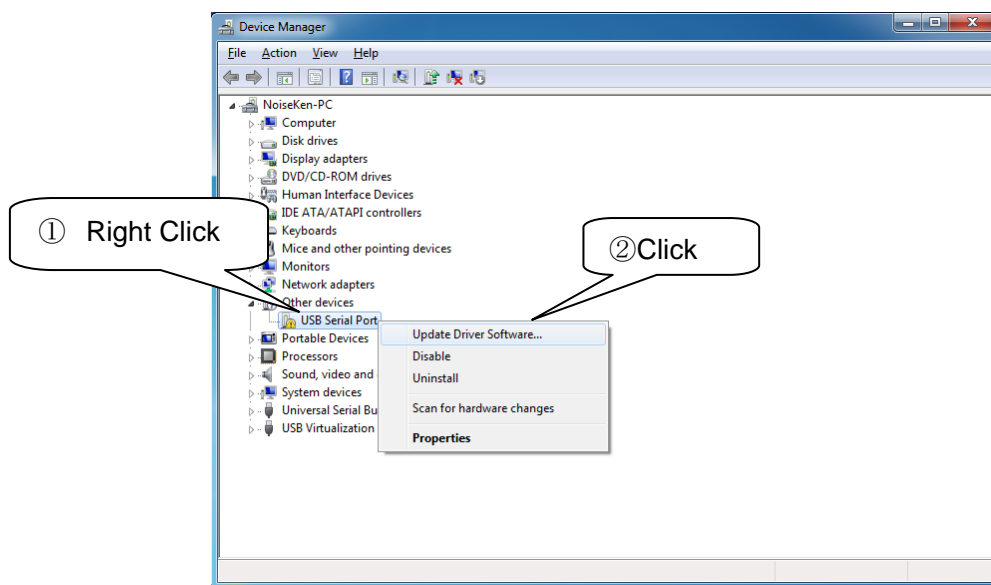 Device Manager
File Action View Help
NoiseKen-PC
Computer
Disk drives
Display adapters
DVD/CD-ROM drives
Human Interface Devices
IDE ATA/ATAPI controllers
① Right Click
Keyboards
Mice and other pointing devices
②Click
Monitors
Network adapters
Other devices
USB Serial Port
Update Driver Software...
Portable Devices
Disable
Processors
Sound, video and
Uninstall
System devices
Universal Serial Bu
Scan for hardware changes
USB Virtualization
Properties